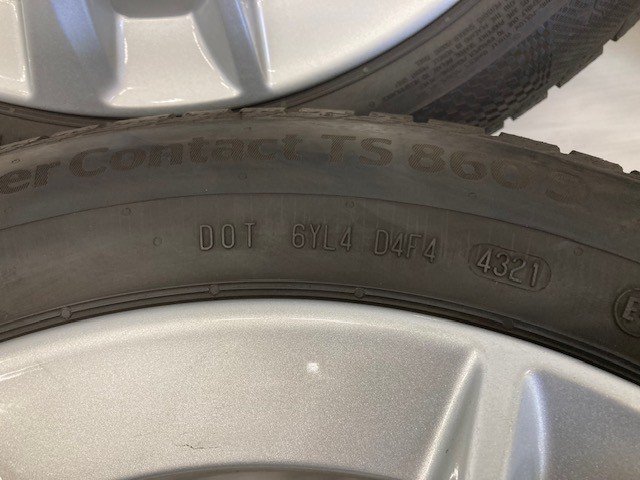 er Contact TS 860 S
DOT 6YL4 D4F4 4321